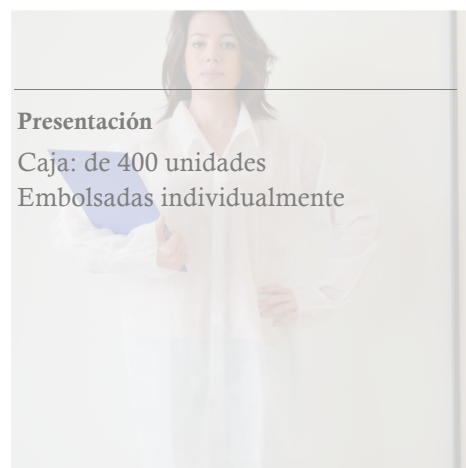 Presentación
Caja: de 400 unidades
Embolsadas individualmente